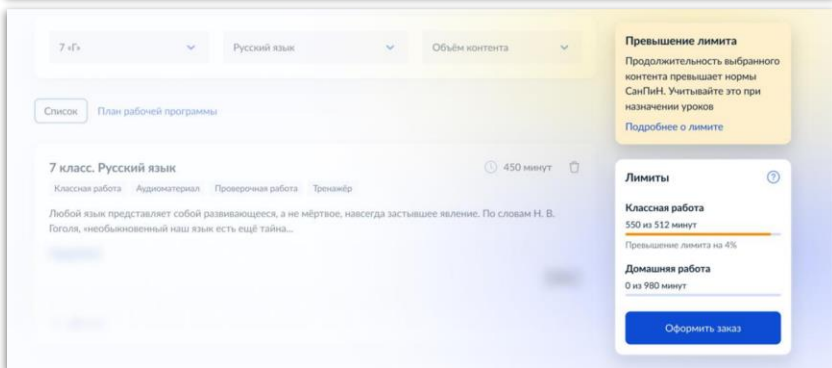 7 «Г»
Русский язык
Объём контента
Список
План рабочей программы
7 класс. Русский язык
450 минут
Классная работа Аудиоматериал Проверочная работа Тренажёр
Любой язык представляет собой развивающееся, а не мёртвое, навсегда застывшее явление. По словам Н. В.
Гоголя, «необыкновенный наш язык есть ещё тайна...
Превышение лимита
Продолжительность выбранного
контента превышает нормы
СанПиН. Учитывайте это при
назначении уроков
Подробнее о лимите
Лимиты
?
Классная работа
550 из 512 минут
Превышение лимита на 4%
Домашняя работа
0 из 980 минут
Оформить заказ